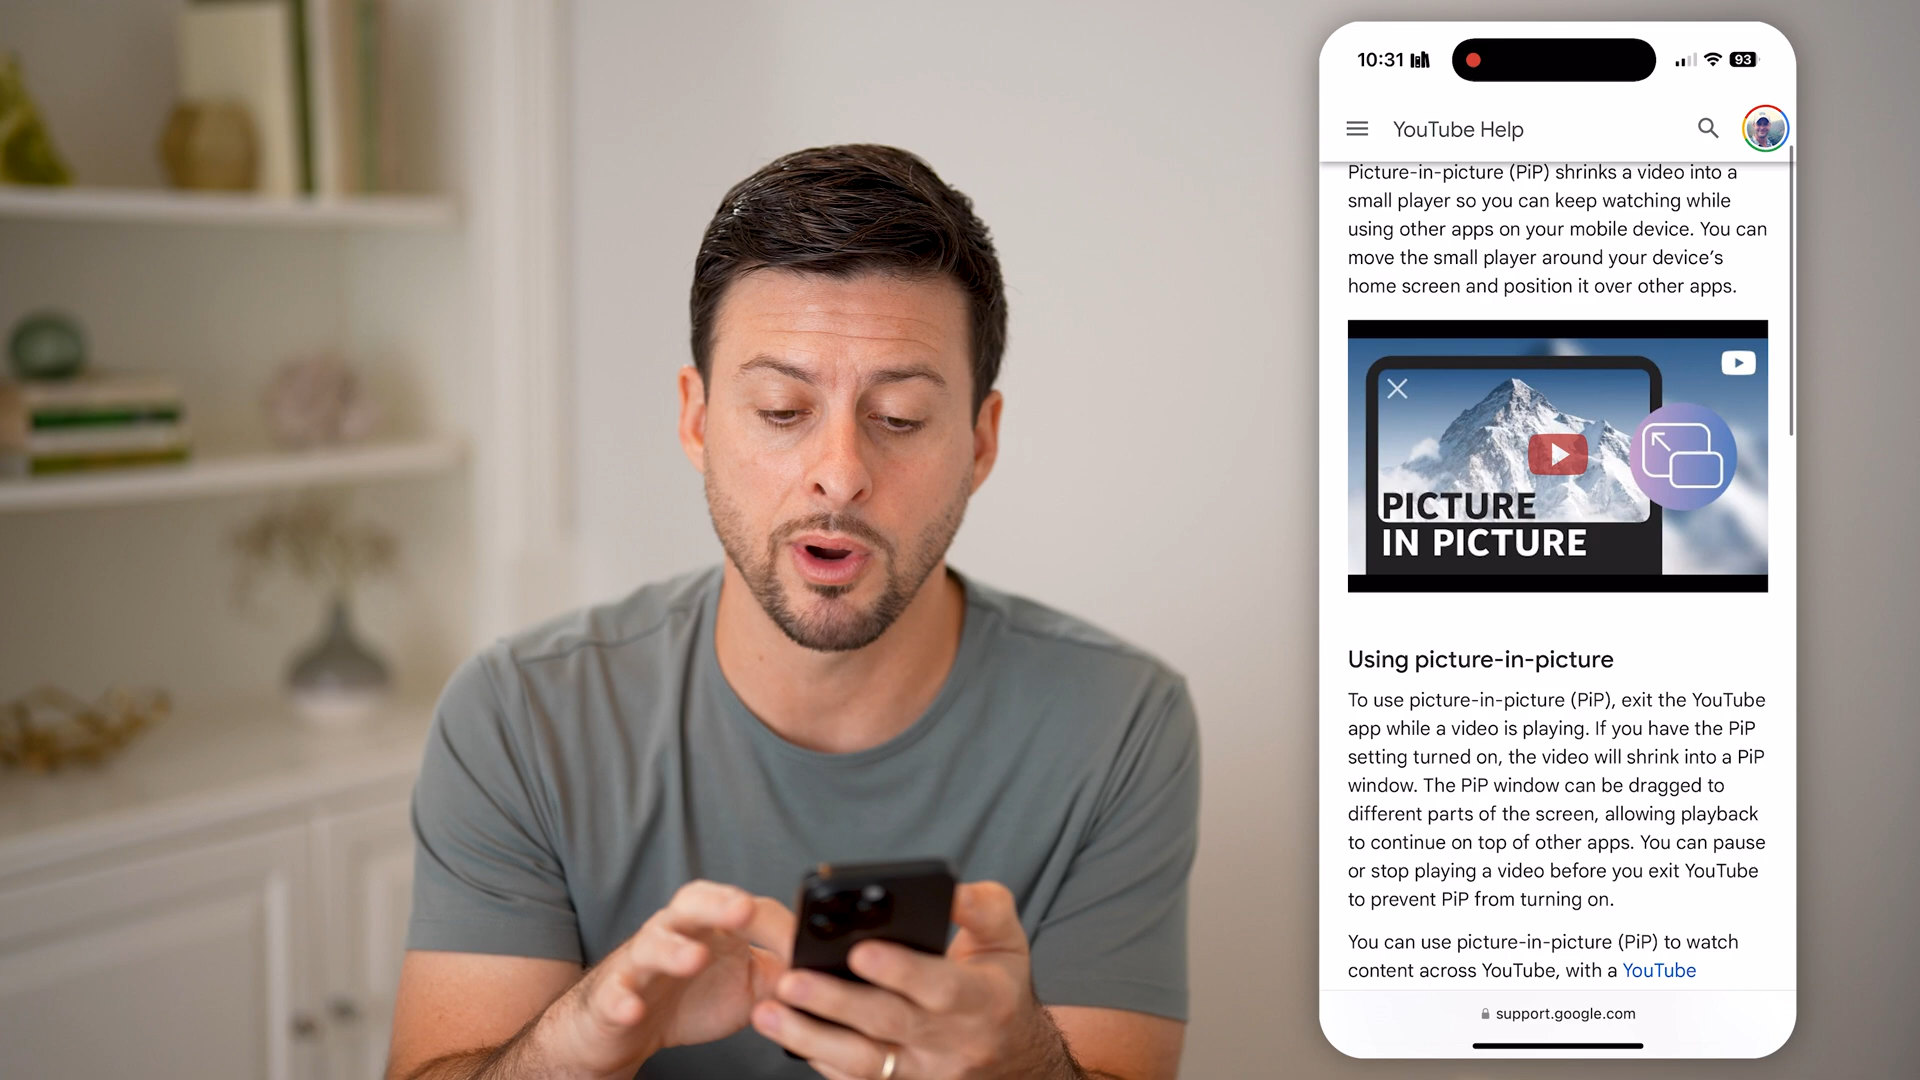 10:31
93
YouTube Help
Picture-in-picture (PiP) shrinks a video into a
small player so you can keep watching while
using other apps on your mobile device. You can
move the small player around your device’s
home screen and position it over other apps.
PICTURE
IN PICTURE
Using picture-in-picture
To use picture-in-picture (PiP), exit the YouTube
app while a video is playing. If you have the PiP
setting turned on, the video will shrink into a PiP
window. The PiP window can be dragged to
different parts of the screen, allowing playback
to continue on top of other apps. You can pause
or stop playing a video before you exit YouTube
to prevent PiP from turning on.
You can use picture-in-picture (PiP) to watch
content across YouTube, with a YouTube
support.google.com